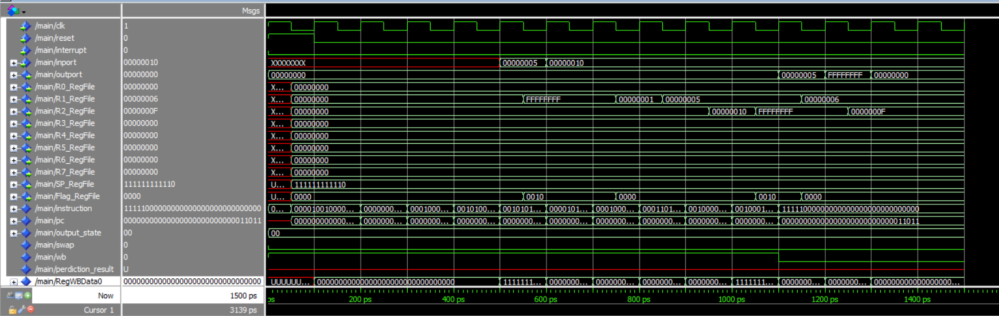 Msgs
/main/clk 1
/main/reset 0
/main/interrupt 0
/main/inport 00000010 XXXXXXXX 00000005 00000010
/main/outport 00000000 00000000 00000005 FFFFFFFF 00000000
/main/R0_RegFile 00000000 X... 00000000
/main/R1_RegFile 00000006 X... 00000000 FFFFFFFF 00000001 00000005 00000006
/main/R2_RegFile 0000000F X... 00000000 00000010 FFFFFFFF 0000000F
/main/R3_RegFile 00000000 X... 00000000
/main/R4_RegFile 00000000 X... 00000000
/main/R5_RegFile 00000000 X... 00000000
/main/R6_RegFile 00000000 X... 00000000
/main/R7_RegFile 00000000 X... 00000000
/main/SP_RegFile 111111111110 U... 111111111110
/main/Flag_RegFile 0000 U... 0000 0010 0000 0010 0000
/main/instruction 11111000000000000000000000000000 0... 000010010000... 0000000... 0001000... 0010100... 0010101... 0000101... 0001000... 0001101... 0010000... 0010001... 11111000000000000000000000000000
/main/pc 00000000000000000000000000011011 000000000000... 0000000... 0000000... 0000000... 0000000... 0000000... 0000000... 0000000... 0000000... 0000000... 00000000000000000000000000011011
/main/output_state 00 00
/main/swap 0
/main/wb 0
/main/perdiction_result U
/main/RegWBData0 00000000000000000000000000000000 UUUUUU... 00000000000000000000000000000000 1111111... 0000000... 0000000... 0000000... 0000000... 1111111... 0000000... 0000000... 000000000000000000...
Now 1500 ps ps 200 ps 400 ps 600 ps 800 ps 1000 ps 1200 ps 1400 ps
Cursor 1 3139 ps